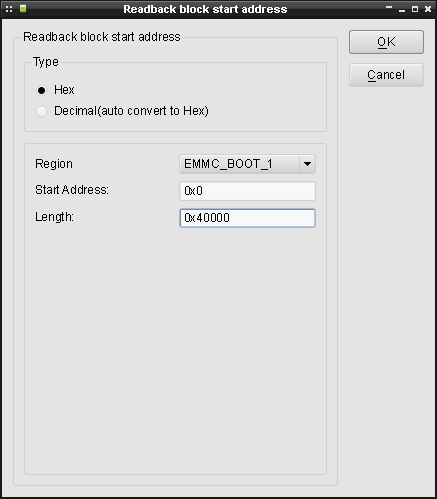 Readback block start address
Readback block start address
OK
Type
Hex
Cancel
Decimal(auto convert to Hex)
Region
EMMC_BOOT_1
Start Address:
0x0
Length:
0x40000